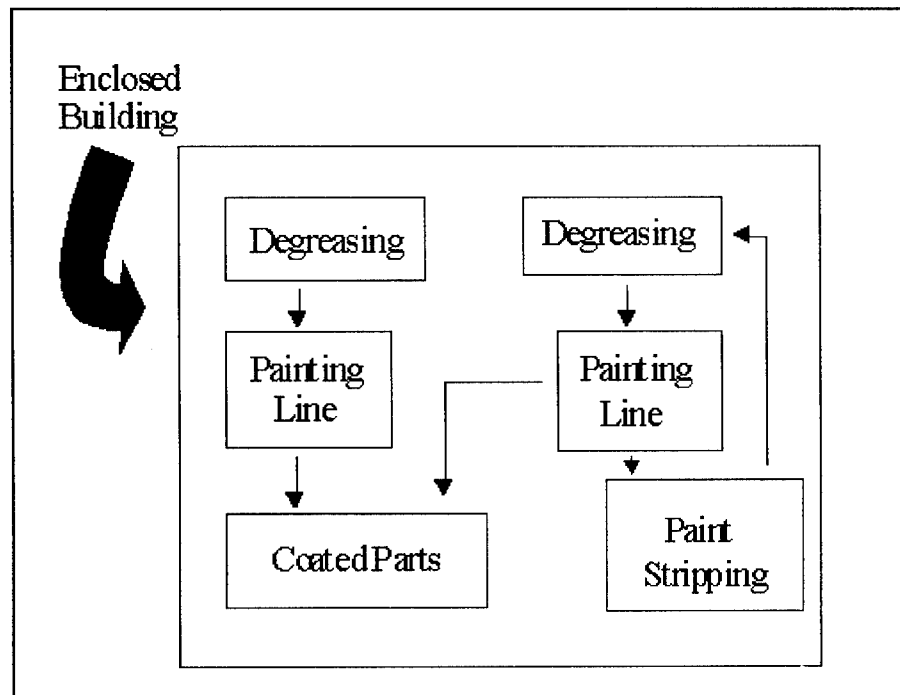 Enclosed
Building
Degreasing
Degreasing
Painting
Line
Painting
Line
Coated Parts
Paint
Stripping